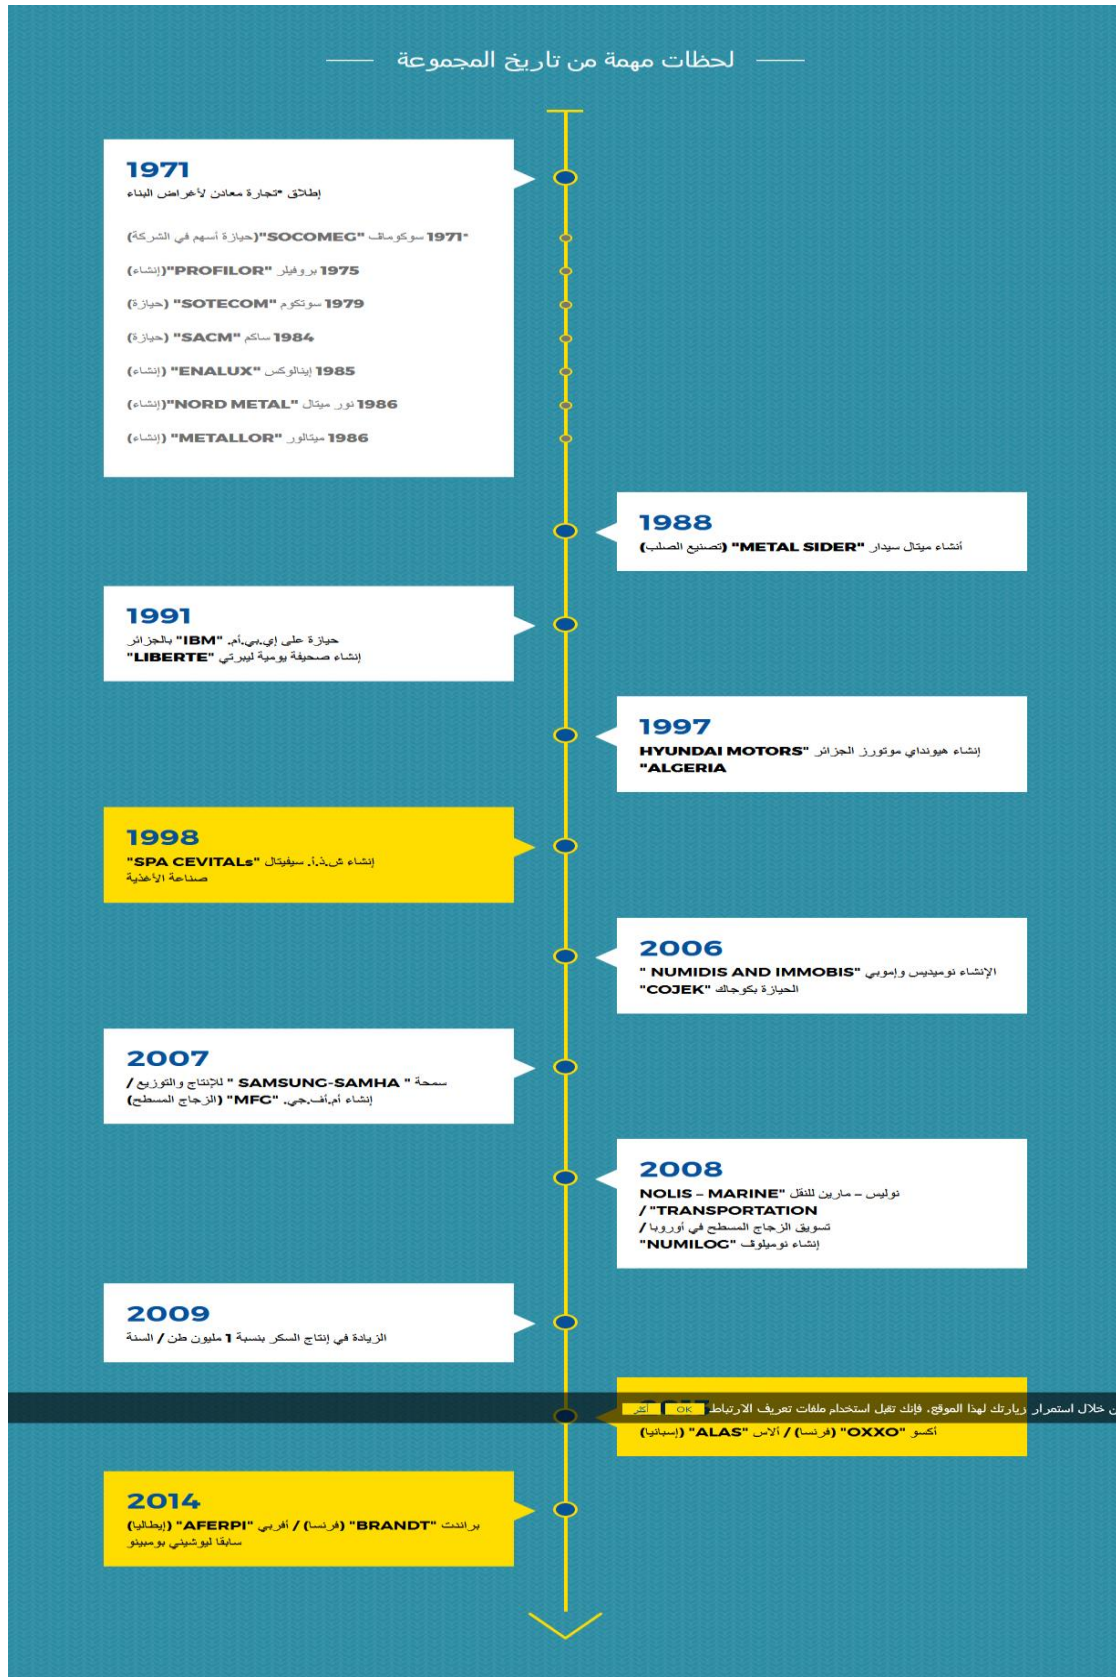 لحظات مهمة من تاريخ المجموعة
1971
إطلاق *تجارة معادن لأغراض البناء
*1971 سوكوماف "SOCOMEG"(حيازة أسهم في الشركة)
1975 بروفيلر "PROFILOR"(إنشاء)
1979 سوتكوم "SOTECOM" (حيازة)
1984 ساكم "SACM" (حيازة)
1985 إينالوكس "ENALUX" (إنشاء)
1986 نور ميتال "NORD METAL"(إنشاء)
1986 ميتالور "METALLOR" (إنشاء)
1988
أنشاء ميتال سيدار "METAL SIDER" (تصنيع الصلب)
1991
حيازة على إي.بي.أم. "IBM" بالجزائر
إنشاء صحيفة يومية ليبرتي "LIBERTE"
1997
إنشاء هيونداي موتورز الجزائر "HYUNDAI MOTORS
ALGERIA"
1998
إنشاء ش.ذ.أ. سيفيتال "SPA CEVITALs"
صناعة الأغذية
2006
الإنشاء نوميديس وإموبي "NUMIDIS AND IMMOBIS "
الحيازة بكوجاك "COJEK"
2007
سمحة " SAMSUNG-SAMHA " للإنتاج والتوزيع /
إنشاء أم.أف.جي. "MFG" (الزجاج المسطح)
2008
نوليس – مارين للنقل "NOLIS – MARINE
TRANSPORTATION" /
تسويق الزجاج المسطح في أوروبا /
إنشاء نوميلوف "NUMILOG"
2009
الزيادة في إنتاج السكر بنسبة 1 مليون طن / السنة
ن خلال استمرار زيارتك لهذا الموقع، فإنك تقبل استخدام ملفات تعريف الارتباط OK أكثر
أكسو "OXXO" (فرنسا) / ألاس "ALAS" (إسبانيا)
2014
براندت "BRANDT" (فرنسا) / أفربي "AFERPI" (إيطاليا)
سابقا ليوشيني بومبينو